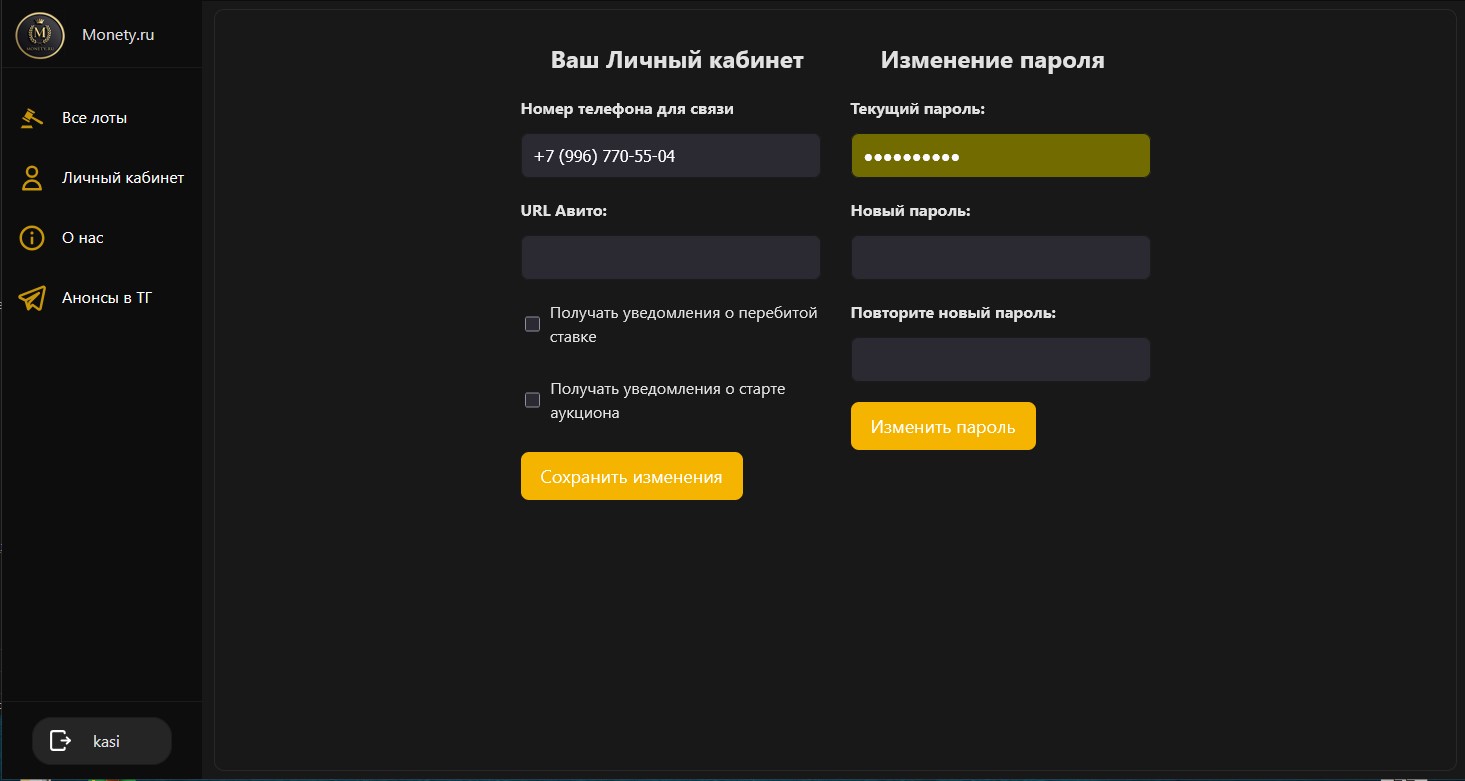 Monety.ru
Все лоты
Личный кабинет
О нас
Анонсы в ТГ
kasi
Ваш Личный кабинет
Номер телефона для связи
+7 (996) 770-55-04
URL Авито:
Получать уведомления о перебитой
ставке
Получать уведомления о старте
аукциона
Сохранить изменения
Изменение пароля
Текущий пароль:
●●●●●●●●●●
Новый пароль:
Повторите новый пароль:
Изменить пароль